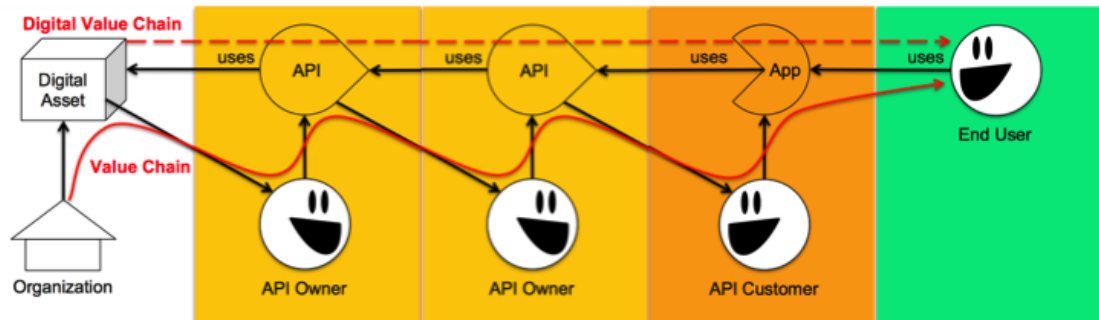 Digital Value Chain
uses
uses
uses
uses
API
API
App
Digital
Asset
End User
Value Chain
Organization
API Owner
API Owner
API Customer